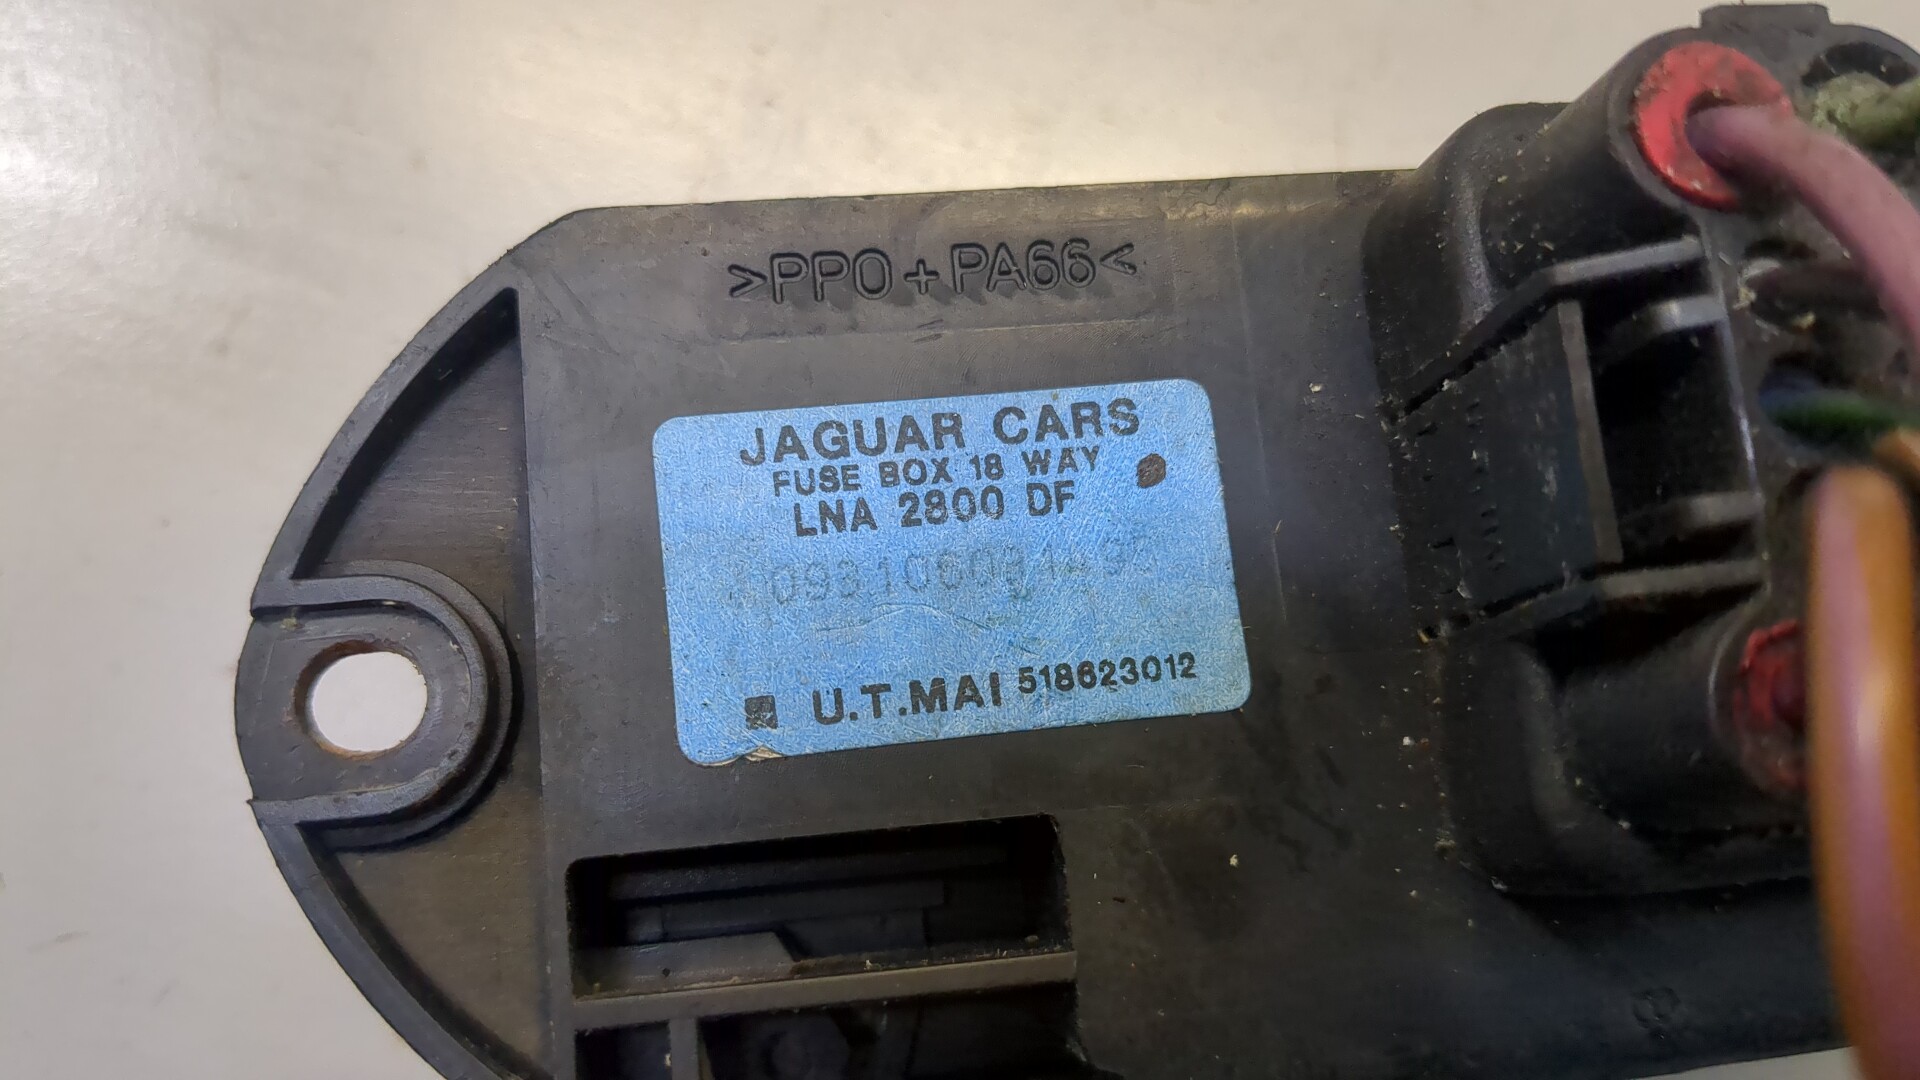 >PPO+PA66<
JAGUAR CARS
FUSE BOX 18 WAY
LNA 2800 DF
U.T.MAI 518623012